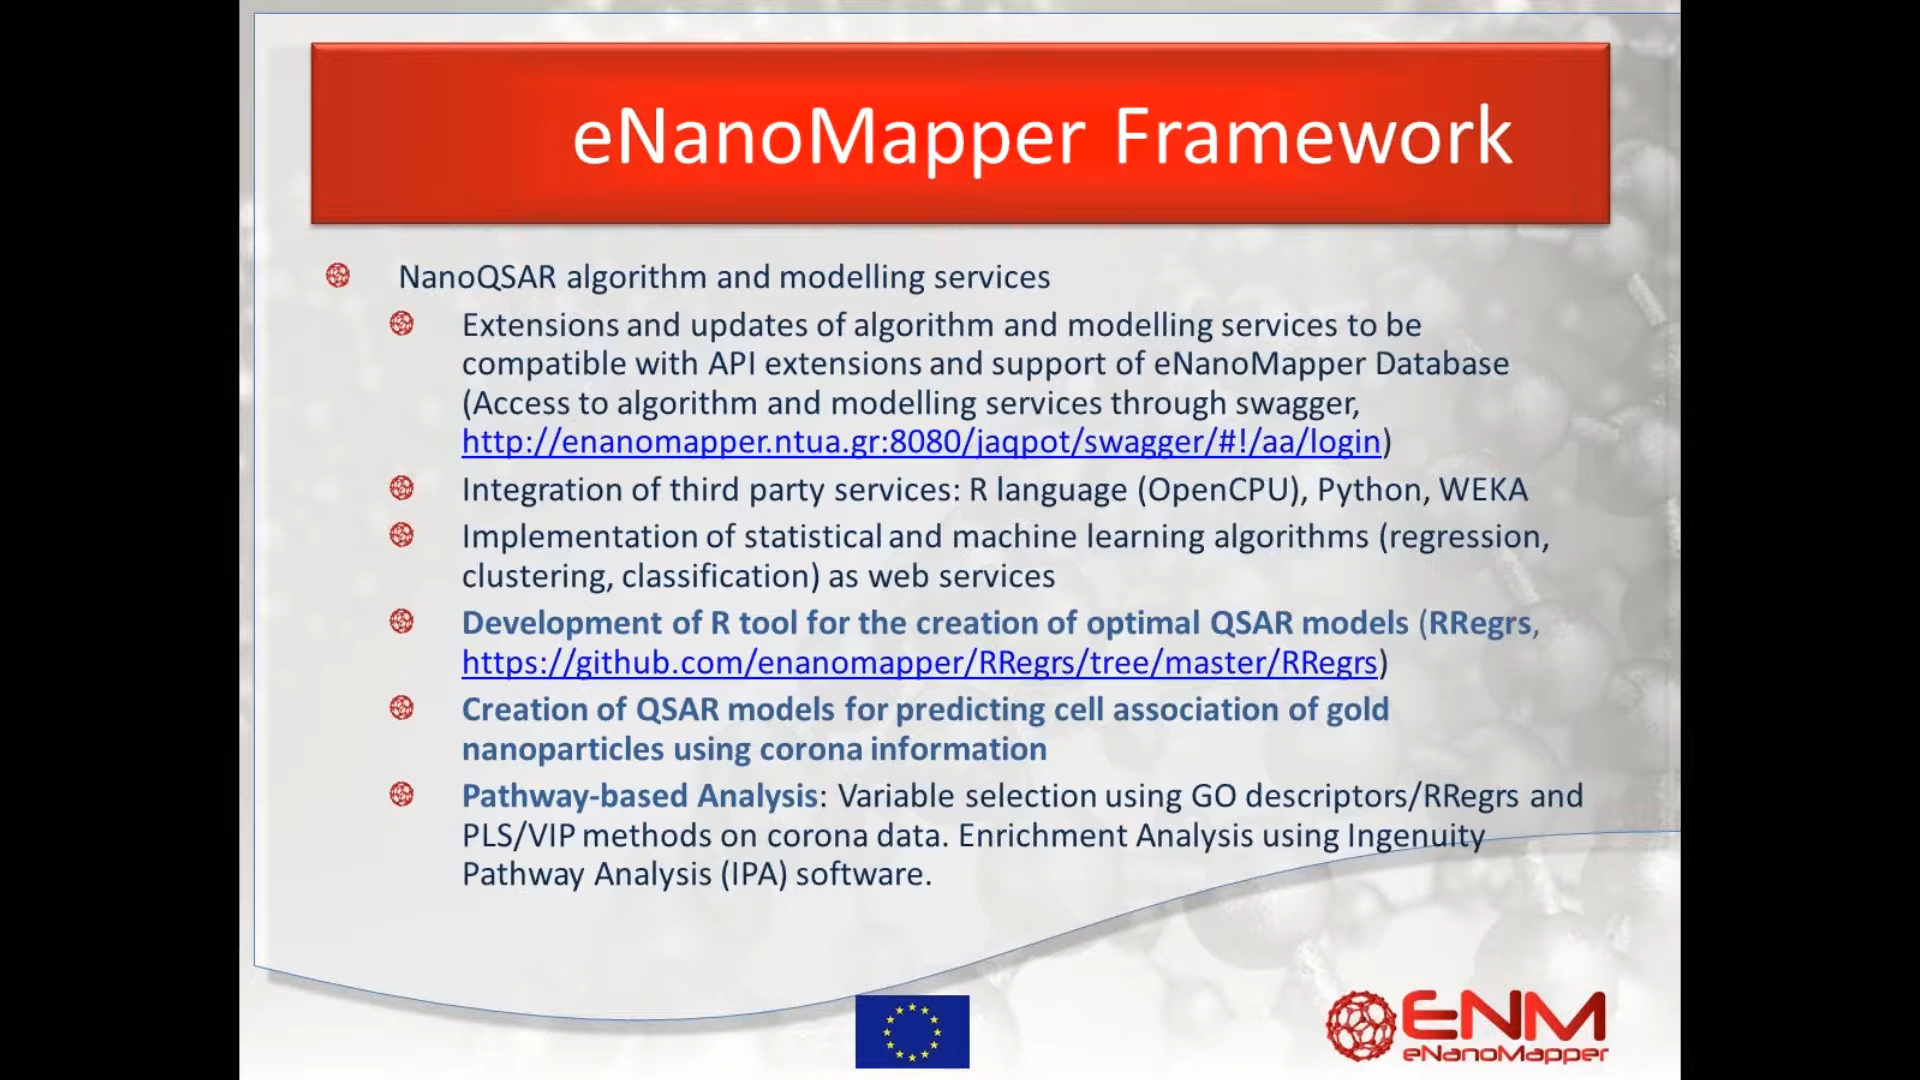 eNanoMapper Framework
NanoQSAR algorithm and modelling services
Extensions and updates of algorithm and modelling services to be
compatible with API extensions and support of eNanoMapper Database
(Access to algorithm and modelling services through swagger,
http://enanomapper.ntua.gr:8080/jaqpot/swagger/#!/aa/login)
Integration of third party services: R language (OpenCPU), Python, WEKA
Implementation of statistical and machine learning algorithms (regression,
clustering, classification) as web services
Development of R tool for the creation of optimal QSAR models (RRegrs,
https://github.com/enanomapper/RRegrs/tree/master/RRegrs)
Creation of QSAR models for predicting cell association of gold
nanoparticles using corona information
Pathway-based Analysis: Variable selection using GO descriptors/RRegrs and
PLS/VIP methods on corona data. Enrichment Analysis using Ingenuity
Pathway Analysis (IPA) software.
ENM
eNanoMapper